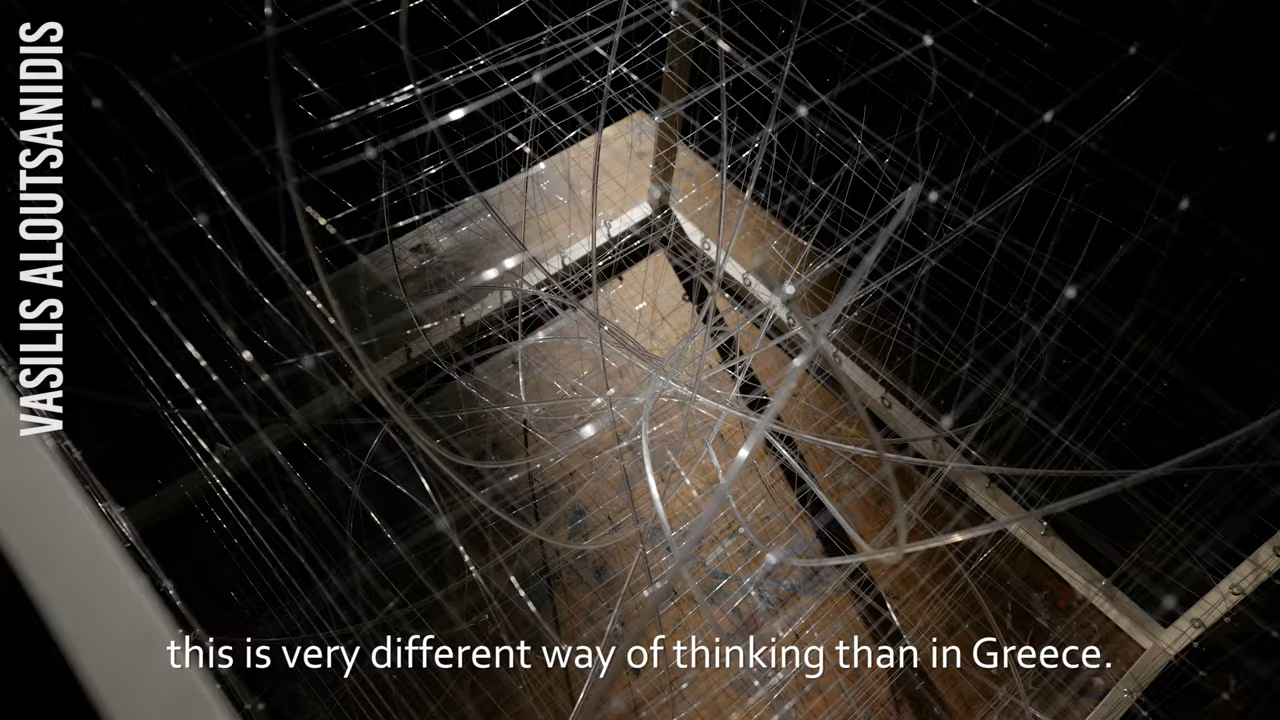 VASILIS ALOUTSANIDIS
this is very different way of thinking than in Greece.